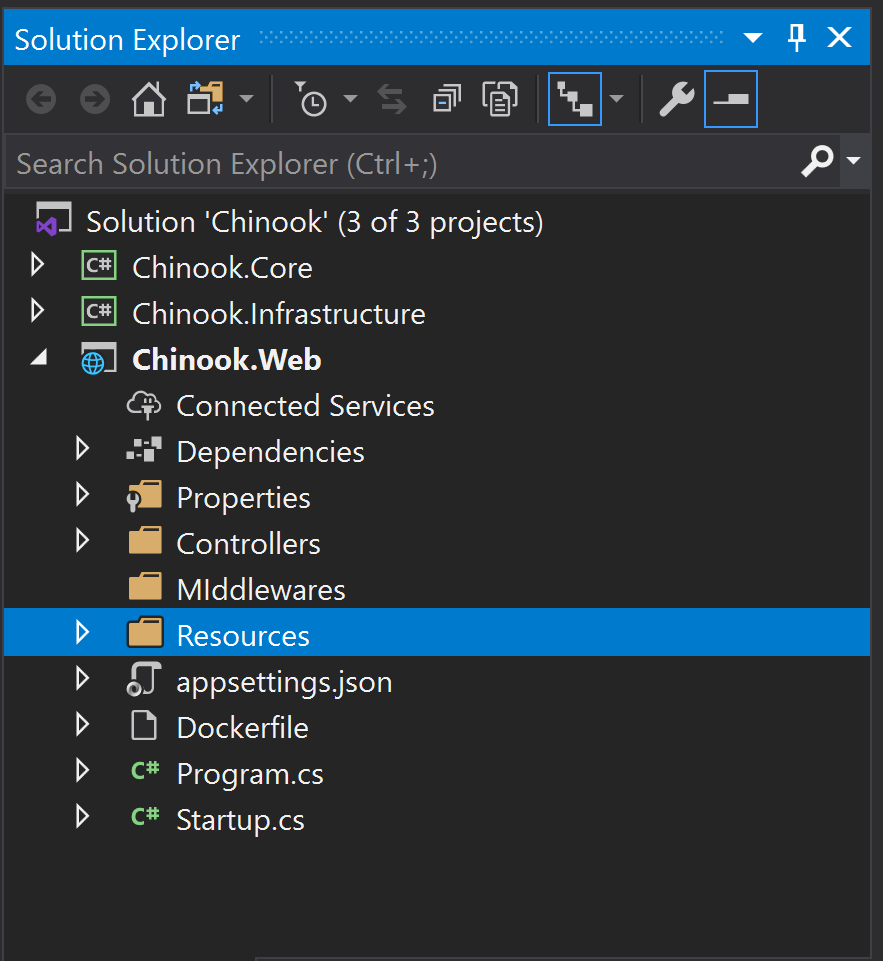 Solution Explorer
Search Solution Explorer (Ctrl+;)
Solution 'Chinook' (3 of 3 projects)
C# Chinook.Core
C# Chinook.Infrastructure
Chinook.Web
Connected Services
Dependencies
Properties
Controllers
MIddlewares
Resources
appsettings.json
Dockerfile
C# Program.cs
C# Startup.cs